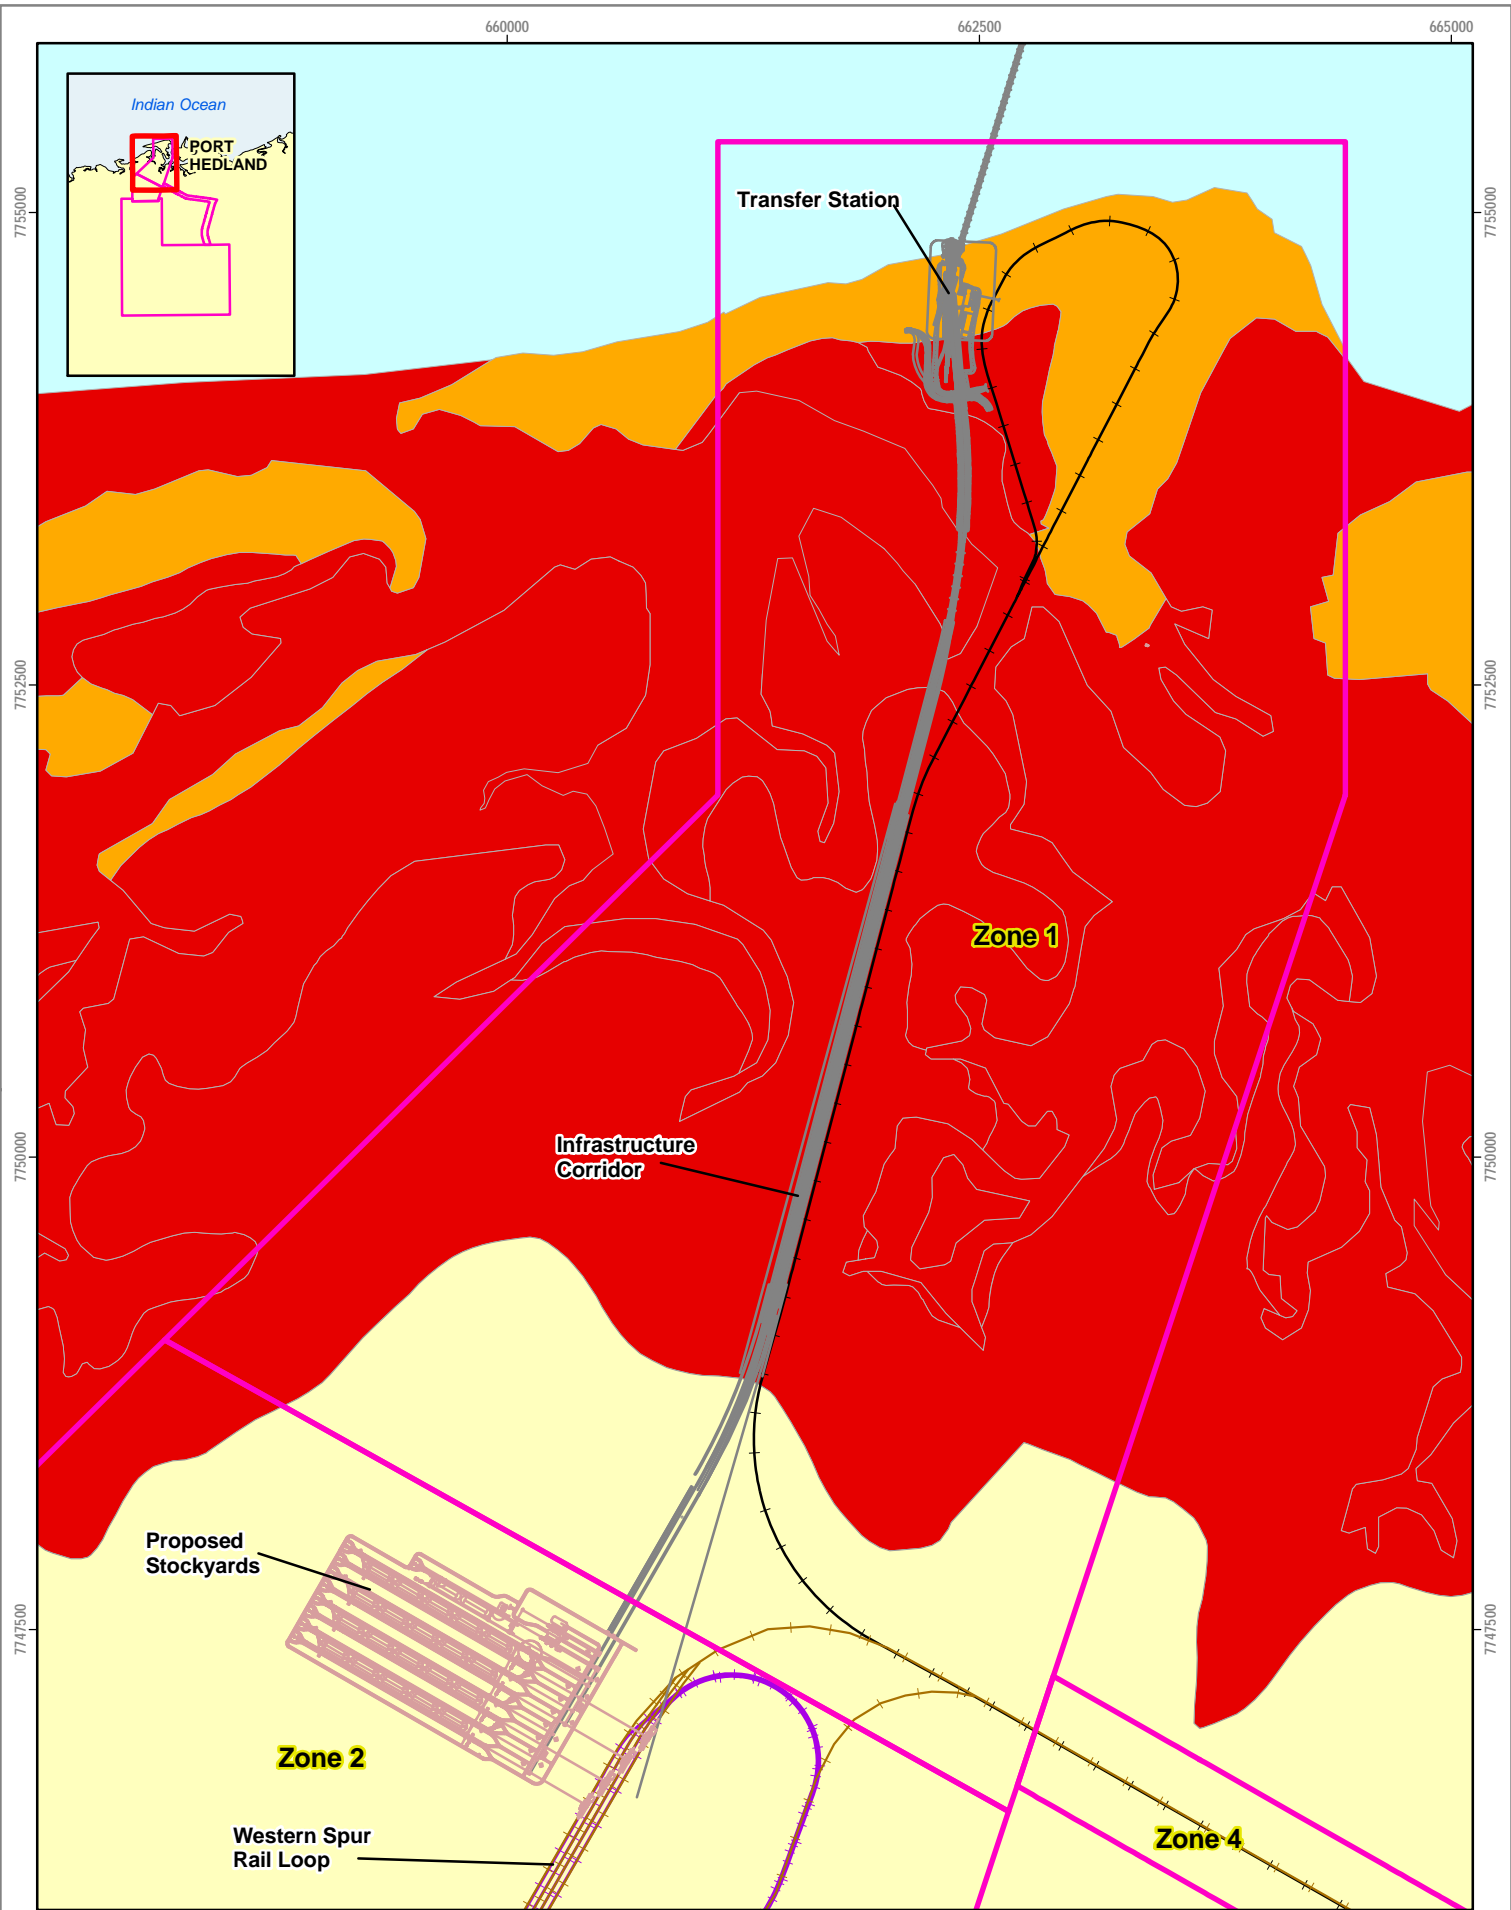 660000
662500
665000
Indian Ocean
PORT
HEDLAND
Transfer Station
7755000
7755000
7752500
7752500
Zone 1
Infrastructure
Corridor
7750000
7750000
Proposed
Stockyards
7747500
7747500
Zone 2
Western Spur
Rail Loop
Zone 4